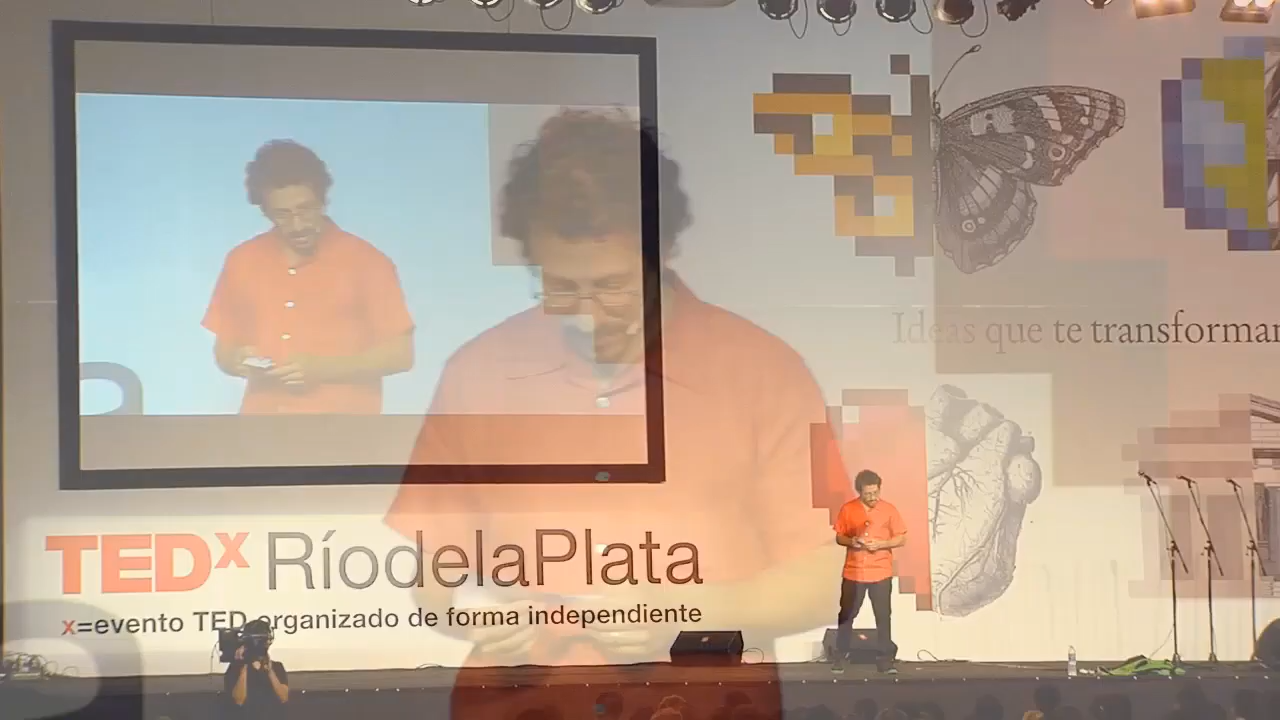 Ideas que te transforman
TEDx RíodelaPlata
x=evento TED organizado de forma independiente